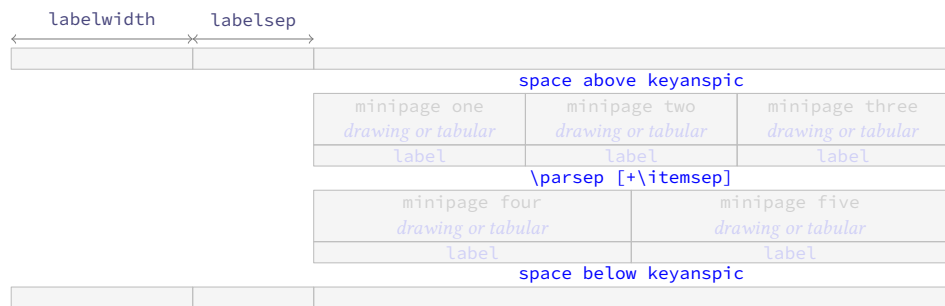 labelwidth labelsep
space above keyanspic
minipage one minipage two minipage three
drawing or tabular drawing or tabular drawing or tabular
label label label
\parsep [+\itemsep]
minipage four minipage five
drawing or tabular drawing or tabular
label label
space below keyanspic